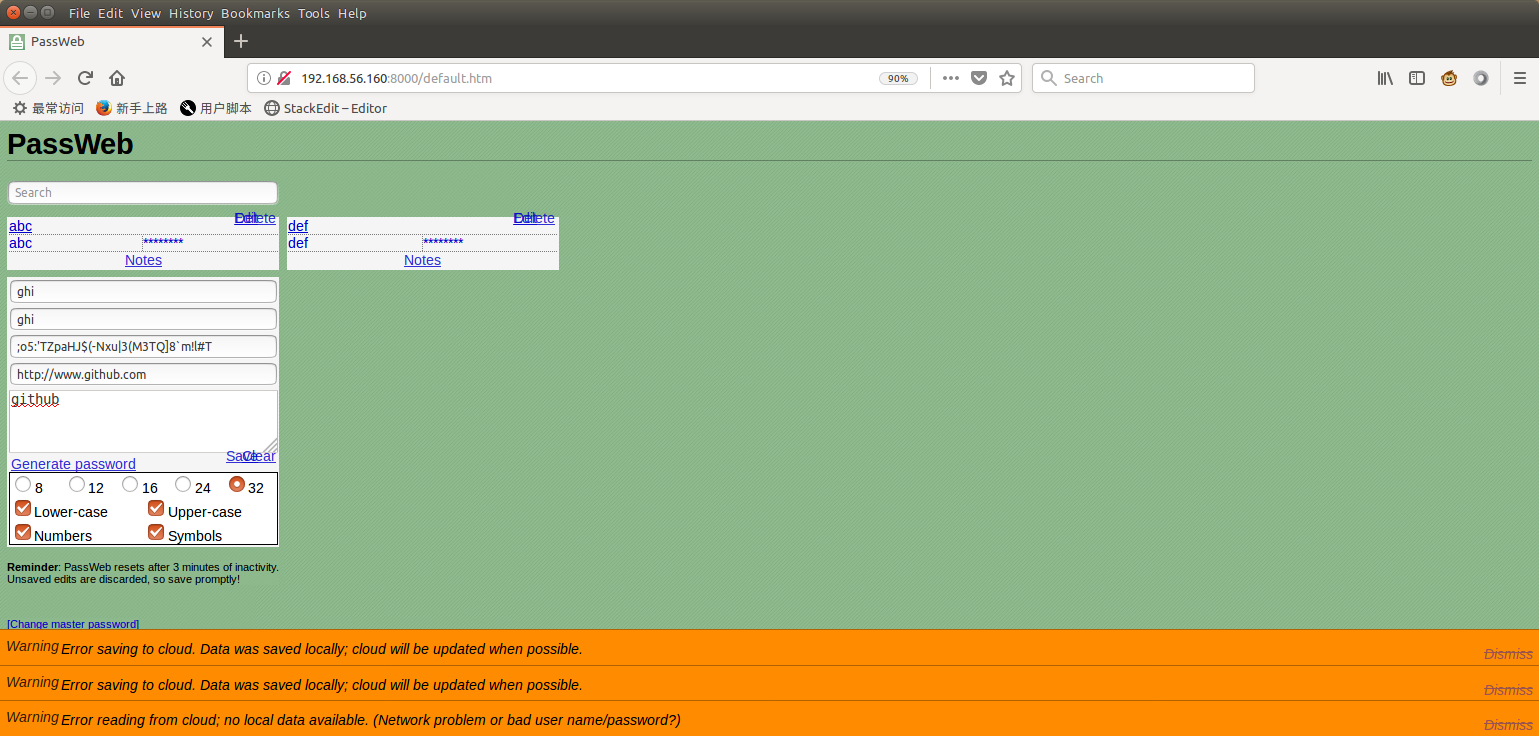 File Edit View History Bookmarks Tools Help
PassWeb
192.168.56.160:8000/default.htm 90% Search
最常访问 新手上路 用户脚本 StackEdit – Editor
PassWeb
Search
abc Edit Delete def Edit Delete
abc ******** def ********
Notes Notes
ghi
ghi
;o5:'TZpaHJ$(-Nxu|3(M3TQ]8`m!l#T
http://www.github.com
github
Generate password Save Clear
8 12 16 24 32
Lower-case Upper-case
Numbers Symbols
Reminder: PassWeb resets after 3 minutes of inactivity.
Unsaved edits are discarded, so save promptly!
[Change master password]
Warning Error saving to cloud. Data was saved locally; cloud will be updated when possible. Dismiss
Warning Error saving to cloud. Data was saved locally; cloud will be updated when possible. Dismiss
Warning Error reading from cloud; no local data available. (Network problem or bad user name/password?) Dismiss